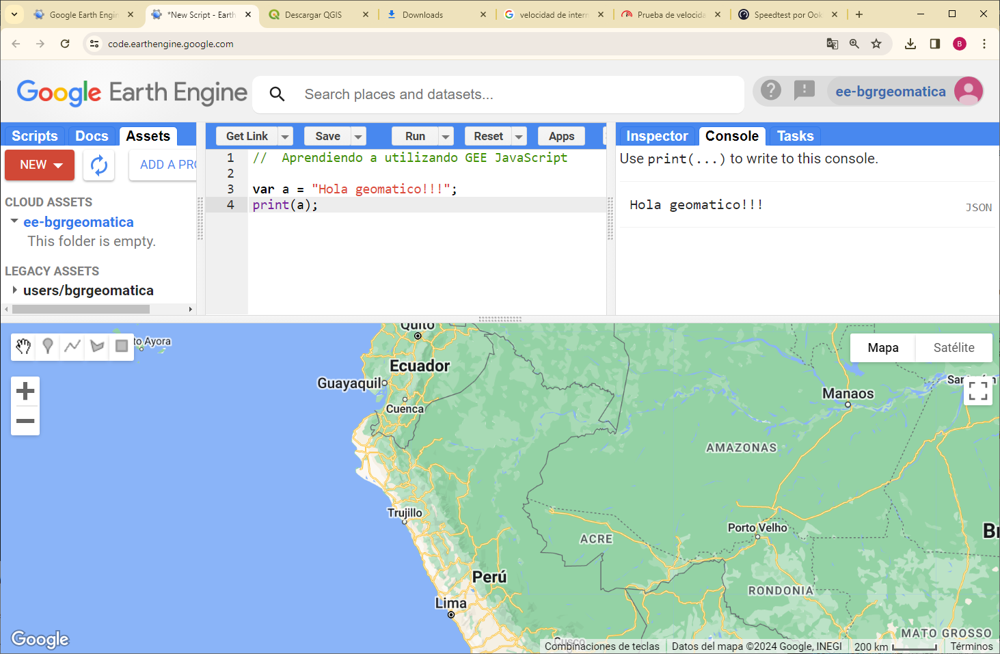 Google Earth Engin
*New Script - Earth
Descargar QGIS
Downloads
velocidad de intern
Prueba de velocida
Speedtest por Ook
code.earthengine.google.com
B
Google Earth Engine
Search places and datasets...
ee-bgrgeomatica
Scripts
Docs
Assets
NEW
ADD A PRO
CLOUD ASSETS
ee-bgrgeomatica
This folder is empty.
LEGACY ASSETS
users/bgrgeomatica
Get Link
Save
Run
Reset
Apps
1 //  Aprendiendo a utilizando GEE JavaScript
2
3 var a = "Hola geomatico!!!";
4 print(a);
Inspector
Console
Tasks
Use print(...) to write to this console.
Hola geomatico!!!
JSON
to Ayora
Quito
Ecuador
Guayaquil
Cuenca
Mapa
Satélite
Manaos
AMAZONAS
Trujillo
Porto Velho
ACRE
Perú
RONDONIA
Lima
MATO GROSSO
Cusco
Google
Combinaciones de teclas
Datos del mapa ©2024 Google, INEGI
200 km
Términos